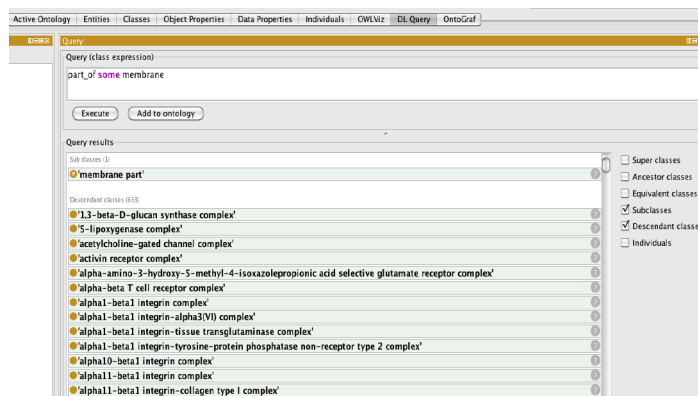 Active Ontology Entities Classes Object Properties Data Properties Individuals OWLViz DL Query OntoGraf
Query:
Query (class expression)
part_of some membrane
Execute Add to ontology
Query results
Sub classes (1)
'membrane part'
Descendant classes (633)
'1,3-beta-D-glucan synthase complex'
'5-lipoxygenase complex'
'acetylcholine-gated channel complex'
'activin receptor complex'
'alpha-amino-3-hydroxy-5-methyl-4-isoxazolepropionic acid selective glutamate receptor complex'
'alpha-beta T cell receptor complex'
'alpha1-beta1 integrin complex'
'alpha1-beta1 integrin-alpha3(VI) complex'
'alpha1-beta1 integrin-tissue transglutaminase complex'
'alpha1-beta1 integrin-tyrosine-protein phosphatase non-receptor type 2 complex'
'alpha10-beta1 integrin complex'
'alpha11-beta1 integrin complex'
'alpha11-beta1 integrin-collagen type I complex'
Super classes
Ancestor classes
Equivalent classes
Subclasses
Descendant classe
Individuals